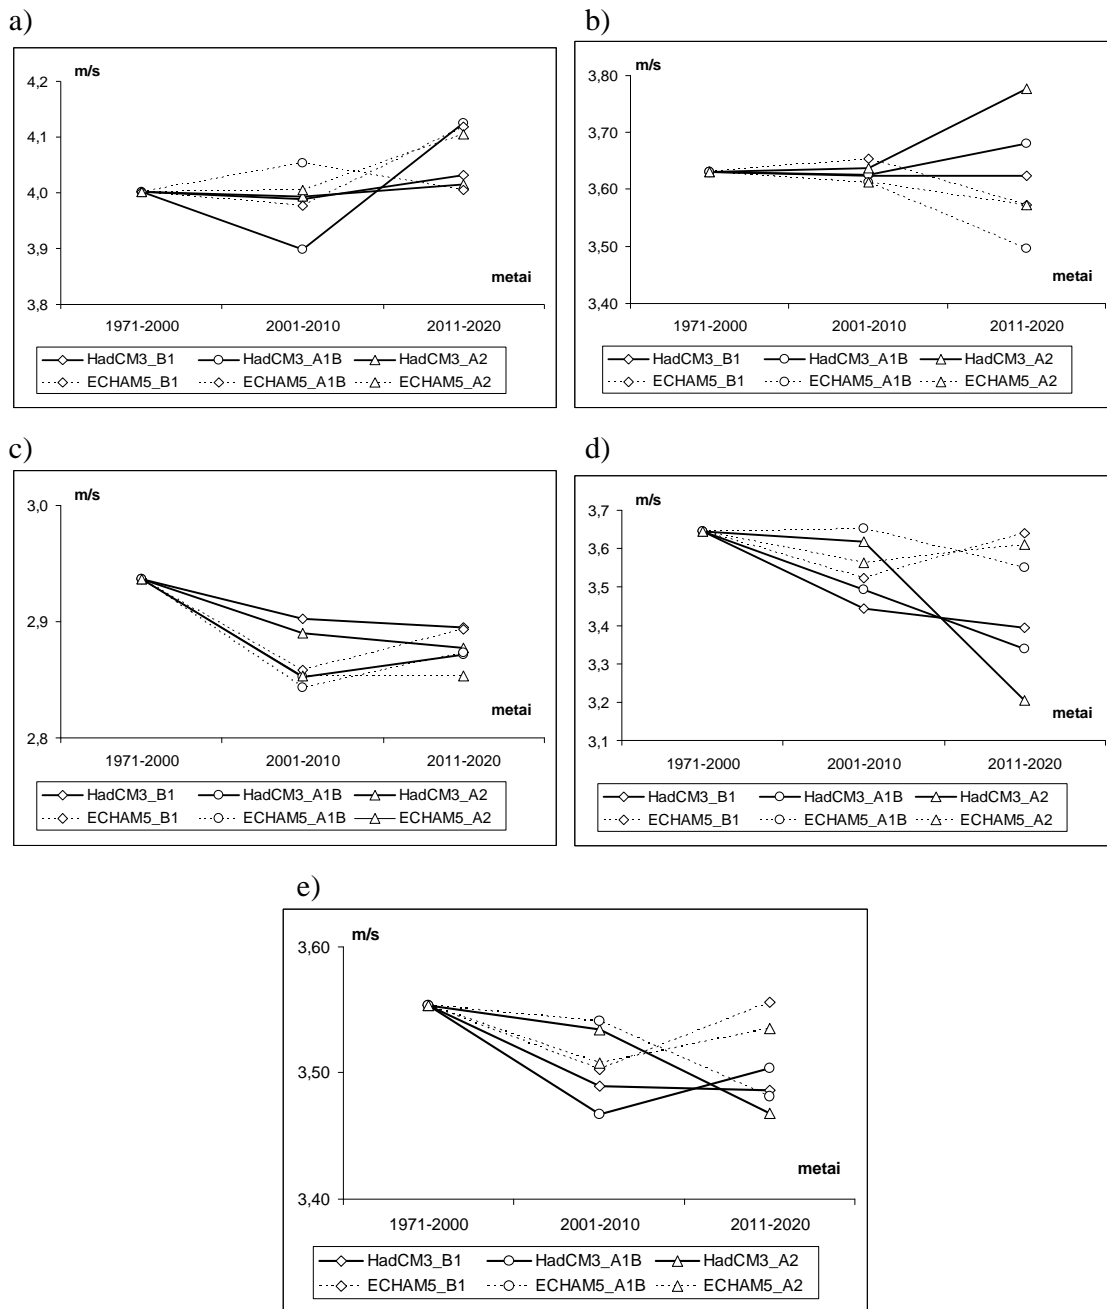 a)
m/s
4,2
4,1
4,0
3,9
3,8
metai
1971-2000 2001-2010 2011-2020
HadCM3_B1 HadCM3_A1B HadCM3_A2
ECHAM5_B1 ECHAM5_A1B ECHAM5_A2
b)
m/s
3,80
3,70
3,60
3,50
3,40
metai
1971-2000 2001-2010 2011-2020
HadCM3_B1 HadCM3_A1B HadCM3_A2
ECHAM5_B1 ECHAM5_A1B ECHAM5_A2
c)
m/s
3,0
2,9
2,8
metai
1971-2000 2001-2010 2011-2020
HadCM3_B1 HadCM3_A1B HadCM3_A2
ECHAM5_B1 ECHAM5_A1B ECHAM5_A2
d)
m/s
3,7
3,6
3,5
3,4
3,3
3,2
3,1
metai
1971-2000 2001-2010 2011-2020
HadCM3_B1 HadCM3_A1B HadCM3_A2
ECHAM5_B1 ECHAM5_A1B ECHAM5_A2
e)
m/s
3,60
3,50
3,40
metai
1971-2000 2001-2010 2011-2020
HadCM3_B1 HadCM3_A1B HadCM3_A2
ECHAM5_B1 ECHAM5_A1B ECHAM5_A2